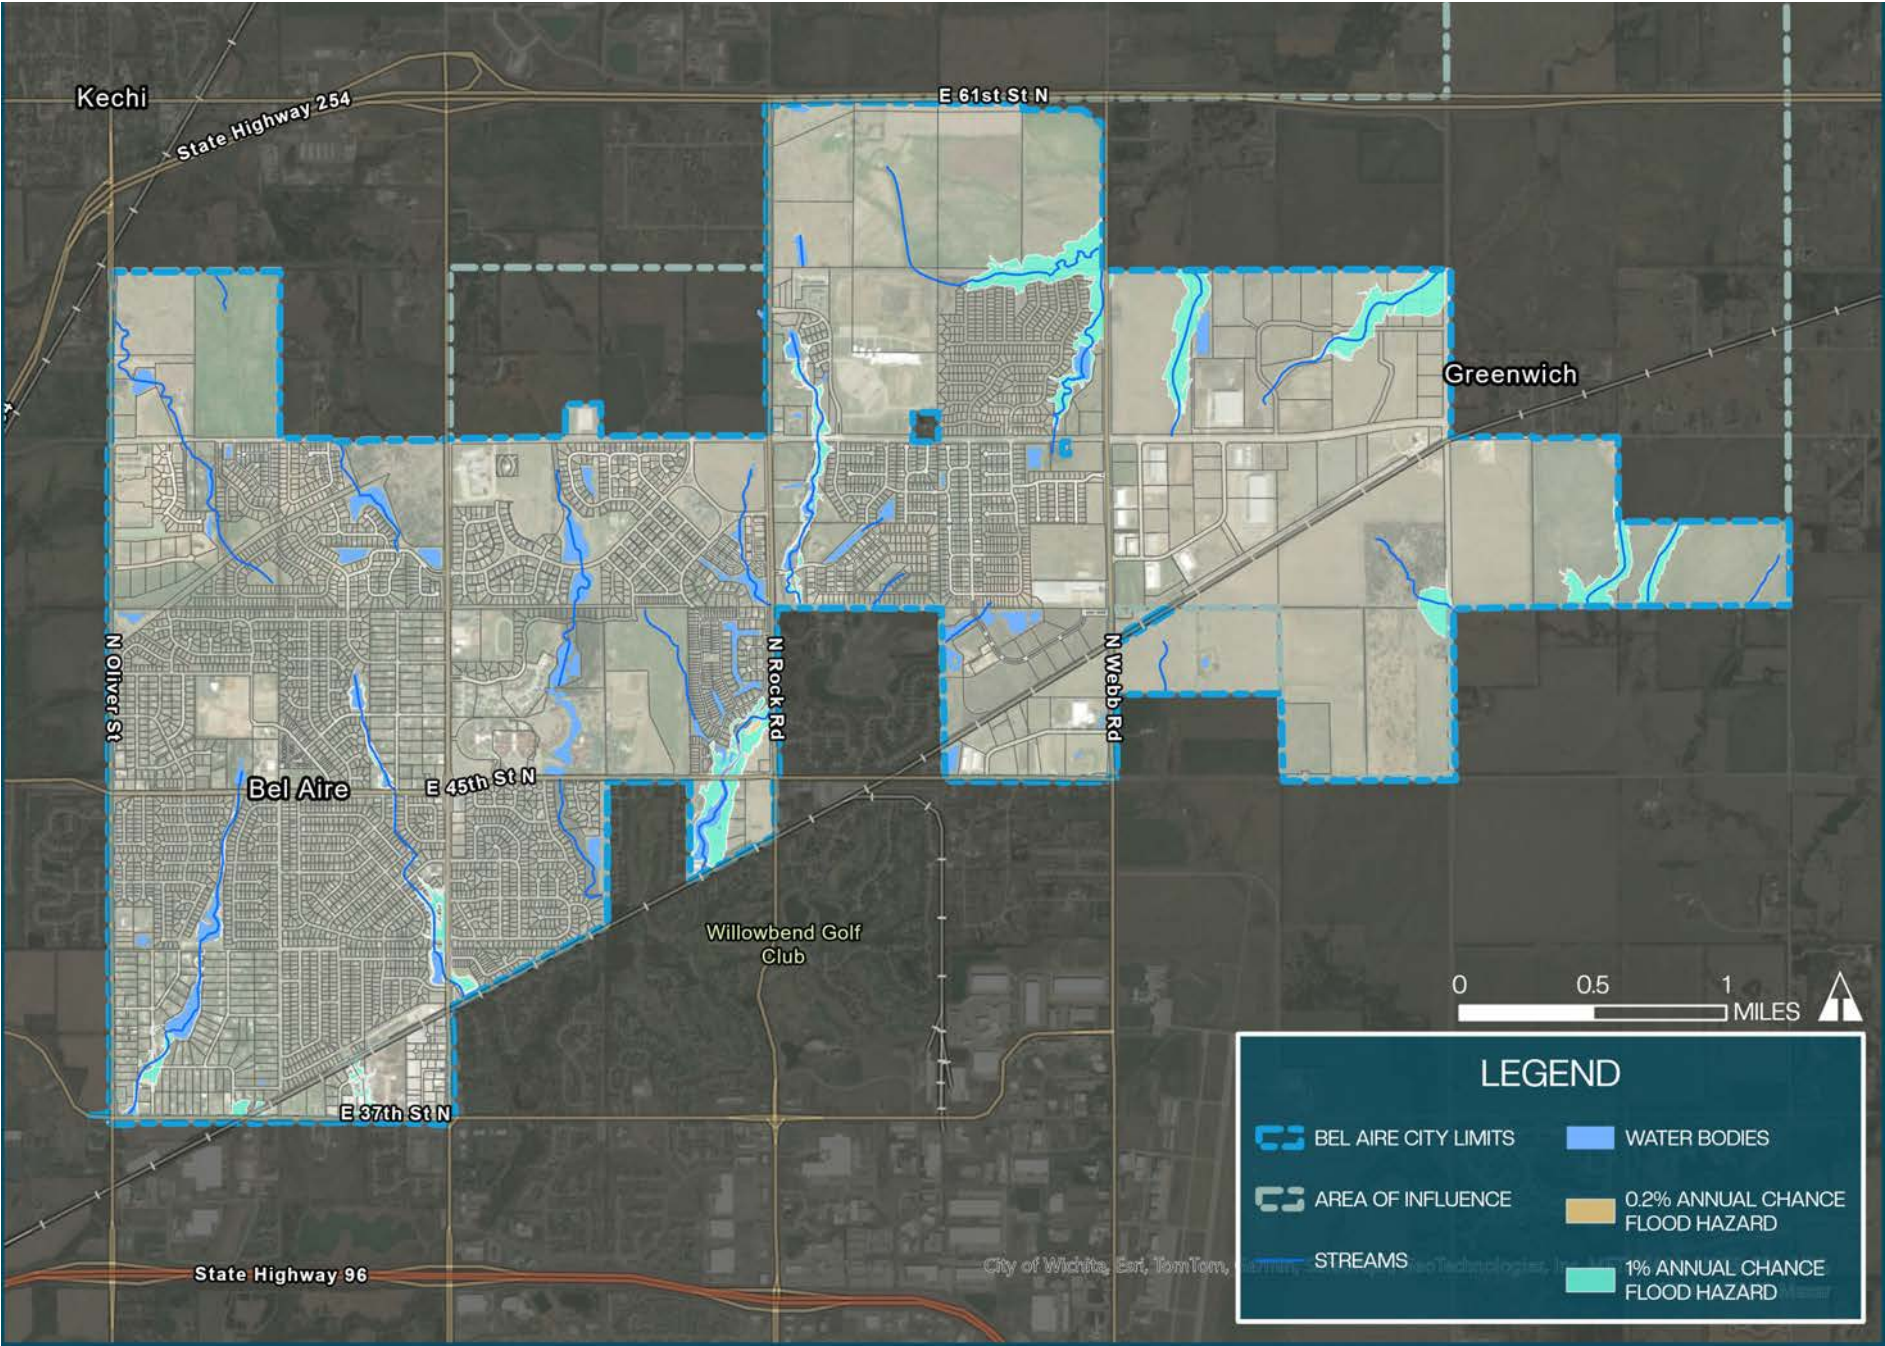 Kechi
State Highway 254
E 61st St N
Greenwich
N Oliver St
N Rock Rd
N Webb Rd
Bel Aire
E 45th St N
Willowbend Golf
Club
E 37th St N
State Highway 96
0 0.5 1
MILES
City of Wichita, Esri, TomTom,
LEGEND
BEL AIRE CITY LIMITS
AREA OF INFLUENCE
STREAMS
WATER BODIES
0.2% ANNUAL CHANCE
FLOOD HAZARD
1% ANNUAL CHANCE
FLOOD HAZARD